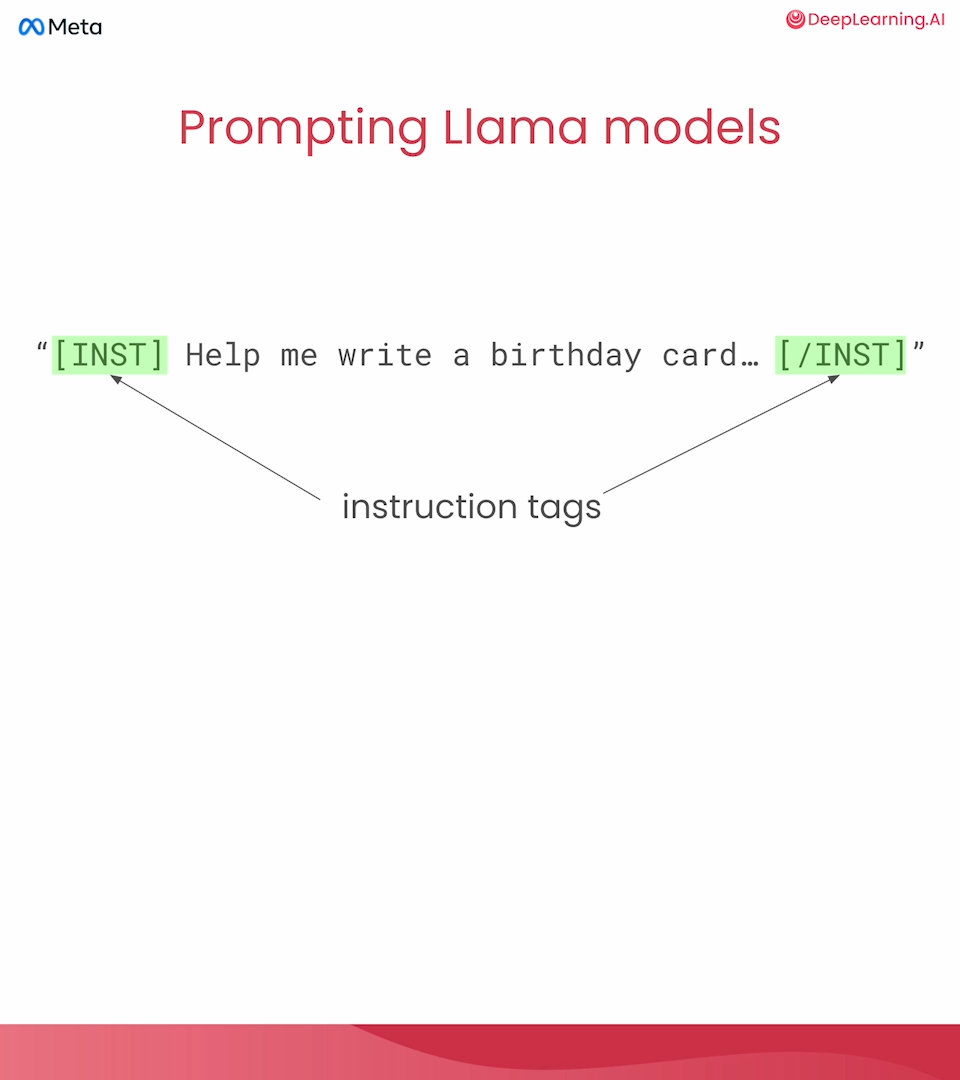 Meta
DeepLearning.AI
Prompting Llama models
“[INST] Help me write a birthday card… [/INST]”
instruction tags